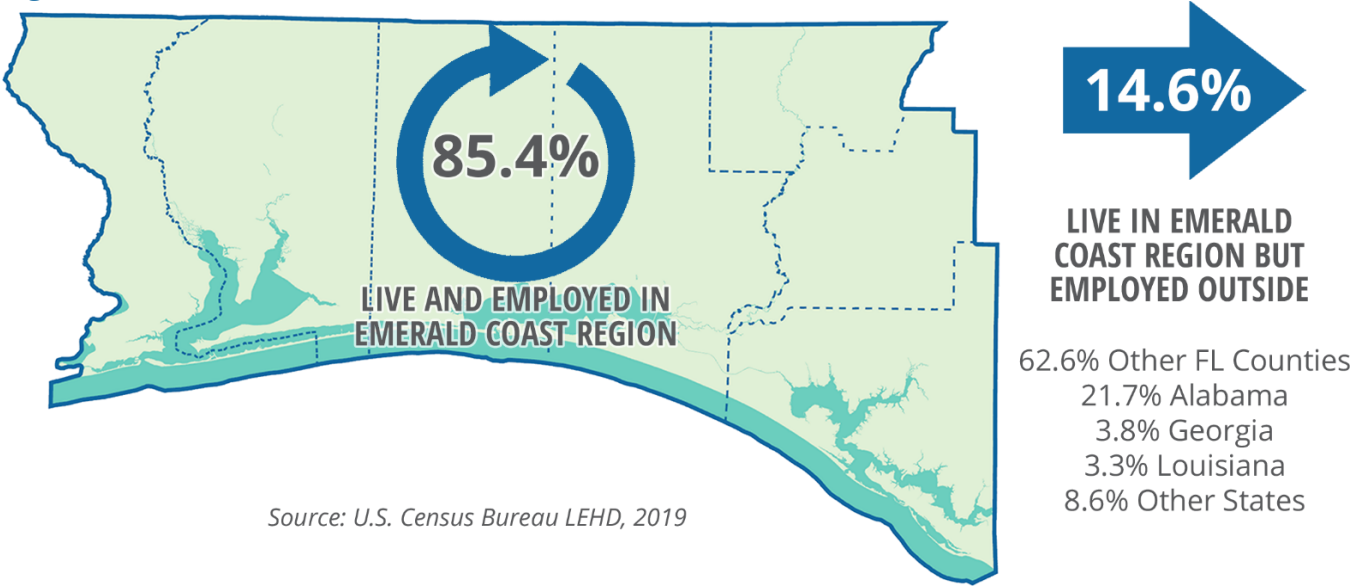 85.4%
LIVE AND EMPLOYED IN
EMERALD COAST REGION
Source: U.S. Census Bureau LEHD, 2019
14.6%
LIVE IN EMERALD
COAST REGION BUT
EMPLOYED OUTSIDE
62.6% Other FL Counties
21.7% Alabama
3.8% Georgia
3.3% Louisiana
8.6% Other States